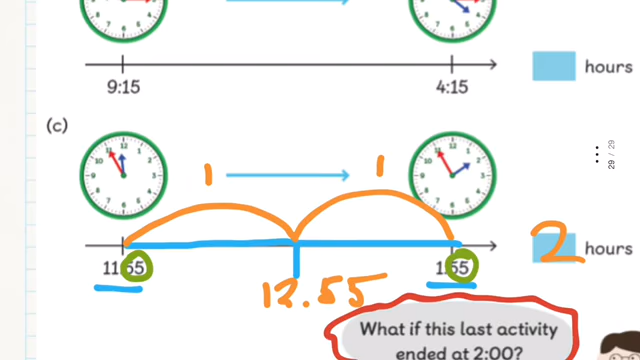 9:15 4:15 hours
(c)
1 1
11:55 1:55 2 hours
12.55
What if this last activity
ended at 2:00?
29 / 29